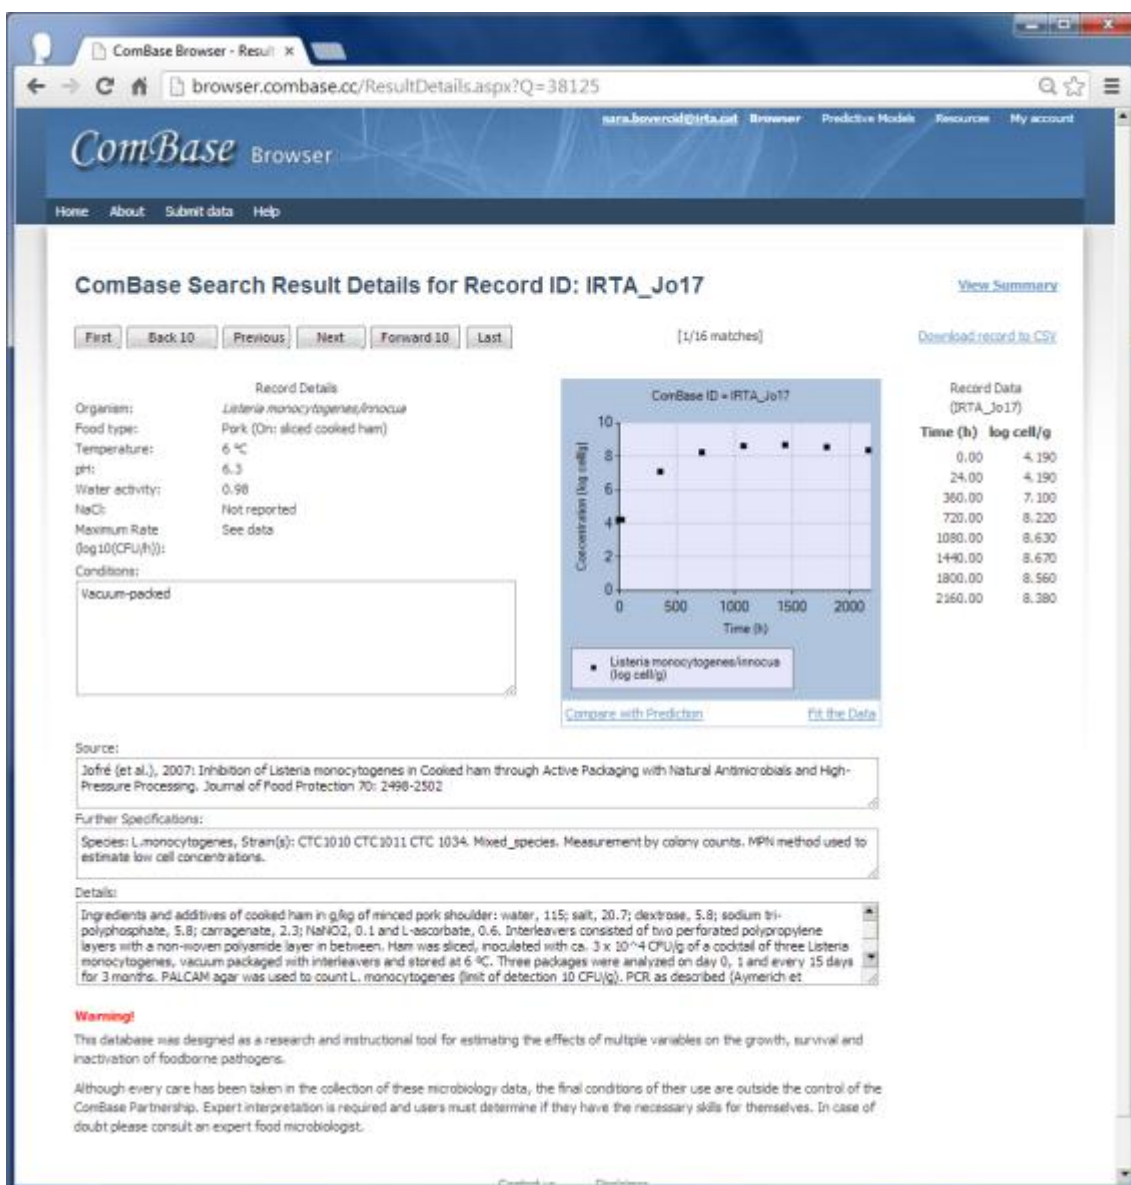 ComBase Browser - Result
browser.combase.cc/ResultDetails.aspx?Q=38125
sara.bovercid@irta.cat Browser Predictive Models Resources My account
ComBase Browser
Home About Submit data Help
ComBase Search Result Details for Record ID: IRTA_Jo17
View Summary
First Back 10 Previous Next Forward 10 Last
[1/16 matches]
Download record to CSV
Record Details
Organism: Listeria monocytogenes/innocua
Food type: Pork (On: sliced cooked ham)
Temperature: 6 ºC
pH: 6.3
Water activity: 0.98
NaCl: Not reported
Maximum Rate See data
(log10(CFU/h)):
Conditions:
Vacuum-packed
ComBase ID = IRTA_Jo17
Concentration (log cell/g)
10
8
6
4
2
0
0 500 1000 1500 2000
Time (h)
Listeria monocytogenes/innocua
(log cell/g)
Compare with Prediction Fit the Data
Record Data
(IRTA_Jo17)
Time (h) log cell/g
0.00 4.190
24.00 4.190
360.00 7.100
720.00 8.220
1080.00 8.630
1440.00 8.670
1800.00 8.560
2160.00 8.380
Source:
Jofré (et al.), 2007: Inhibition of Listeria monocytogenes in Cooked ham through Active Packaging with Natural Antimicrobials and High-
Pressure Processing. Journal of Food Protection 70: 2498-2502
Further Specifications:
Species: L.monocytogenes, Strain(s): CTC1010 CTC1011 CTC 1034. Mixed_species. Measurement by colony counts. MPN method used to
estimate low cell concentrations.
Details:
Ingredients and additives of cooked ham in g/kg of minced pork shoulder: water, 115; salt, 20.7; dextrose, 5.8; sodium tri-
polyphosphate, 5.8; carragenate, 2.3; NaNO2, 0.1 and L-ascorbate, 0.6. Interleavers consisted of two perforated polypropylene
layers with a non-woven polyamide layer in between. Ham was sliced, inoculated with ca. 3 x 10^4 CFU/g of a cocktail of three Listeria
monocytogenes, vacuum packaged with interleavers and stored at 6 ºC. Three packages were analyzed on day 0, 1 and every 15 days
for 3 months. PALCAM agar was used to count L. monocytogenes (limit of detection 10 CFU/g). PCR as described (Aymerich et
Warning!
This database was designed as a research and instructional tool for estimating the effects of multiple variables on the growth, survival and
inactivation of foodborne pathogens.
Although every care has been taken in the collection of these microbiology data, the final conditions of their use are outside the control of the
ComBase Partnership. Expert interpretation is required and users must determine if they have the necessary skills for themselves. In case of
doubt please consult an expert food microbiologist.